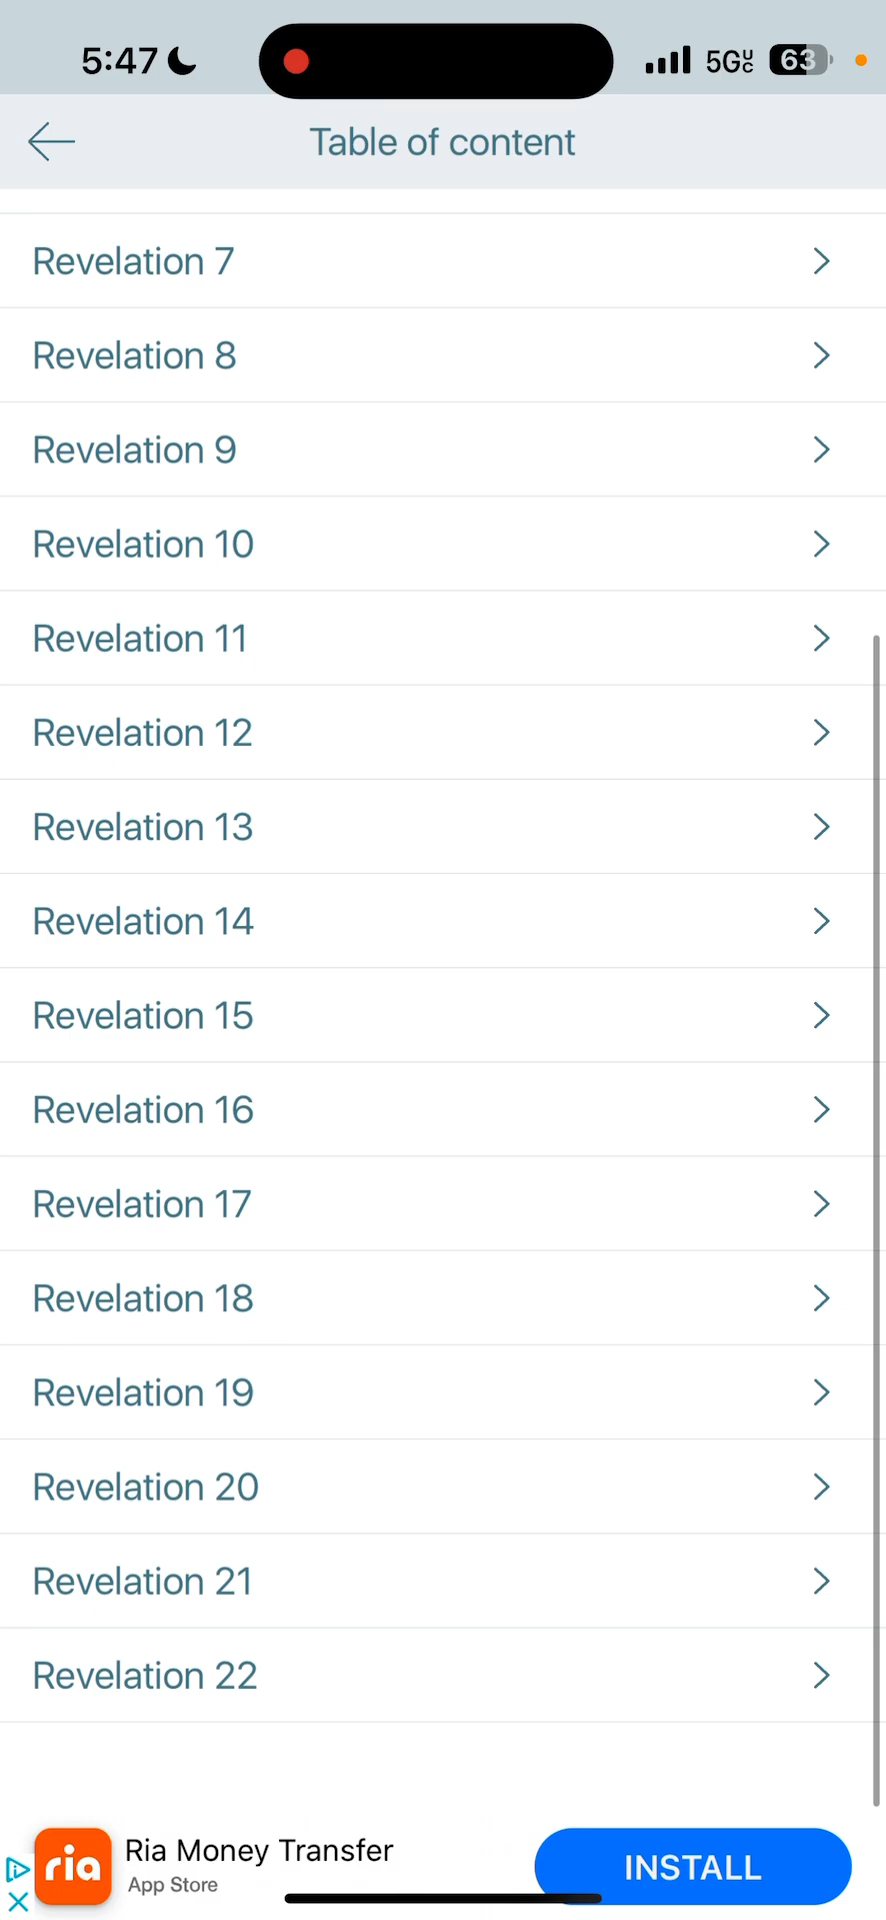 5:47
5G
63
Table of content
Revelation 7
Revelation 8
Revelation 9
Revelation 10
Revelation 11
Revelation 12
Revelation 13
Revelation 14
Revelation 15
Revelation 16
Revelation 17
Revelation 18
Revelation 19
Revelation 20
Revelation 21
Revelation 22
ria
Ria Money Transfer
App Store
INSTALL